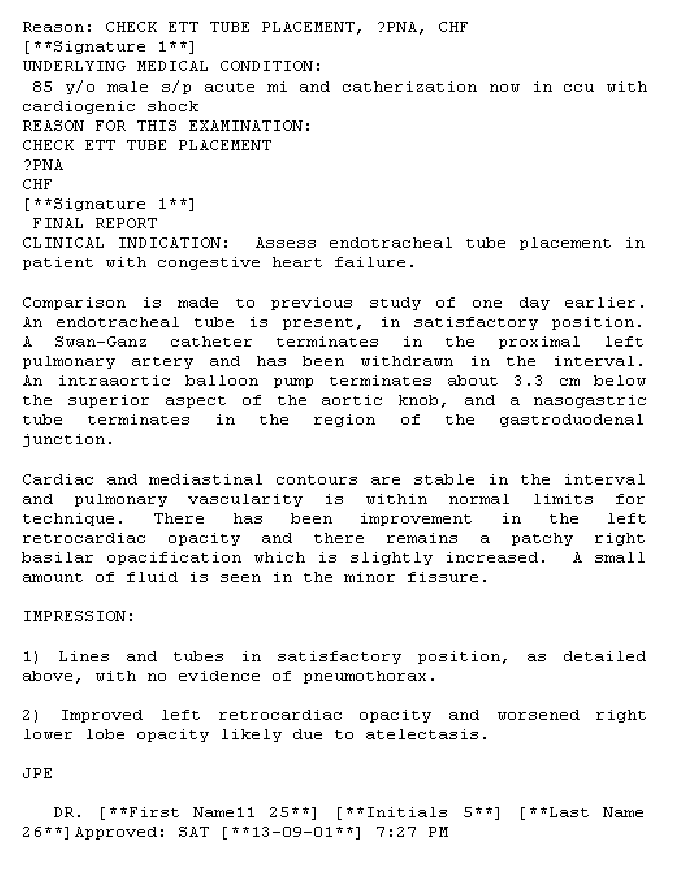 Reason: CHECK ETT TUBE PLACEMENT, ?PNA, CHF
[**Signature 1**]
UNDERLYING MEDICAL CONDITION:
85 y/o male s/p acute mi and catherization now in ccu with
cardiogenic shock
REASON FOR THIS EXAMINATION:
CHECK ETT TUBE PLACEMENT
?PNA
CHF
[**Signature 1**]
FINAL REPORT
CLINICAL INDICATION:  Assess endotracheal tube placement in
patient with congestive heart failure.

Comparison is made to previous study of one day earlier.
An endotracheal tube is present, in satisfactory position.
A Swan-Ganz catheter terminates in the proximal left
pulmonary artery and has been withdrawn in the interval.
An intraaortic balloon pump terminates about 3.3 cm below
the superior aspect of the aortic knob, and a nasogastric
tube terminates in the region of the gastroduodenal
junction.

Cardiac and mediastinal contours are stable in the interval
and pulmonary vascularity is within normal limits for
technique. There has been improvement in the left
retrocardiac opacity and there remains a patchy right
basilar opacification which is slightly increased.  A small
amount of fluid is seen in the minor fissure.

IMPRESSION:

1) Lines and tubes in satisfactory position, as detailed
above, with no evidence of pneumothorax.

2) Improved left retrocardiac opacity and worsened right
lower lobe opacity likely due to atelectasis.

JPE

DR. [**First Name11 25**] [**Initials 5**] [**Last Name
26**]Approved: SAT [**13-09-01**] 7:27 PM